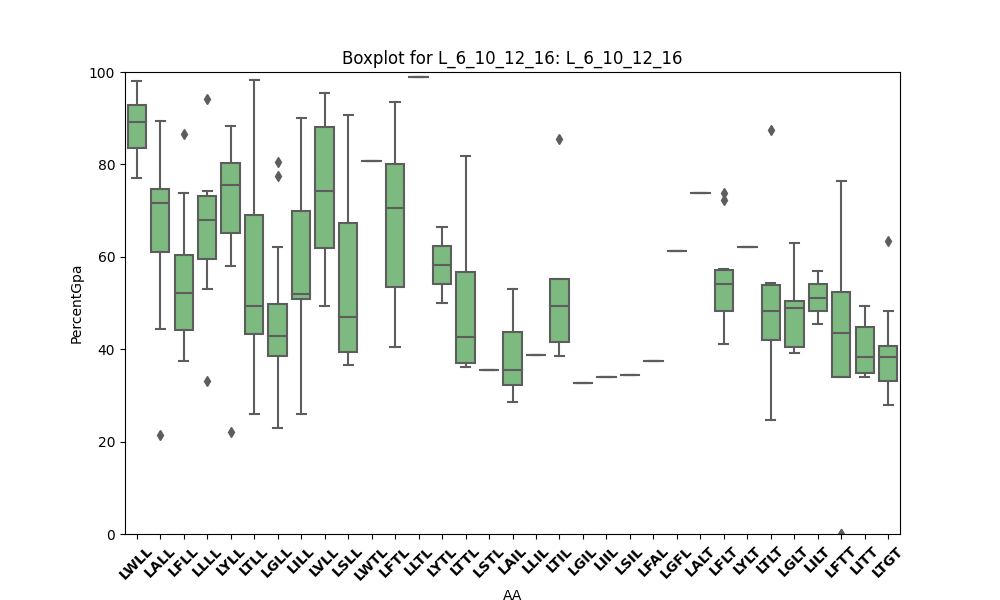 Boxplot for L_6_10_12_16: L_6_10_12_16
PercentGpa
100
80
60
40
20
0
LWLL LALL LFLL LLLL LYLL LTLL LGLL LILL LVLL LSLL LWTL LFTL LLTL LYTL LTTL LSTL LAIL LLIL LTIL LGIL LIIL LSIL LFAL LGFL LALT LFLT LYLT LTLT LGLT LILT LFTT LITT LTGT
AA